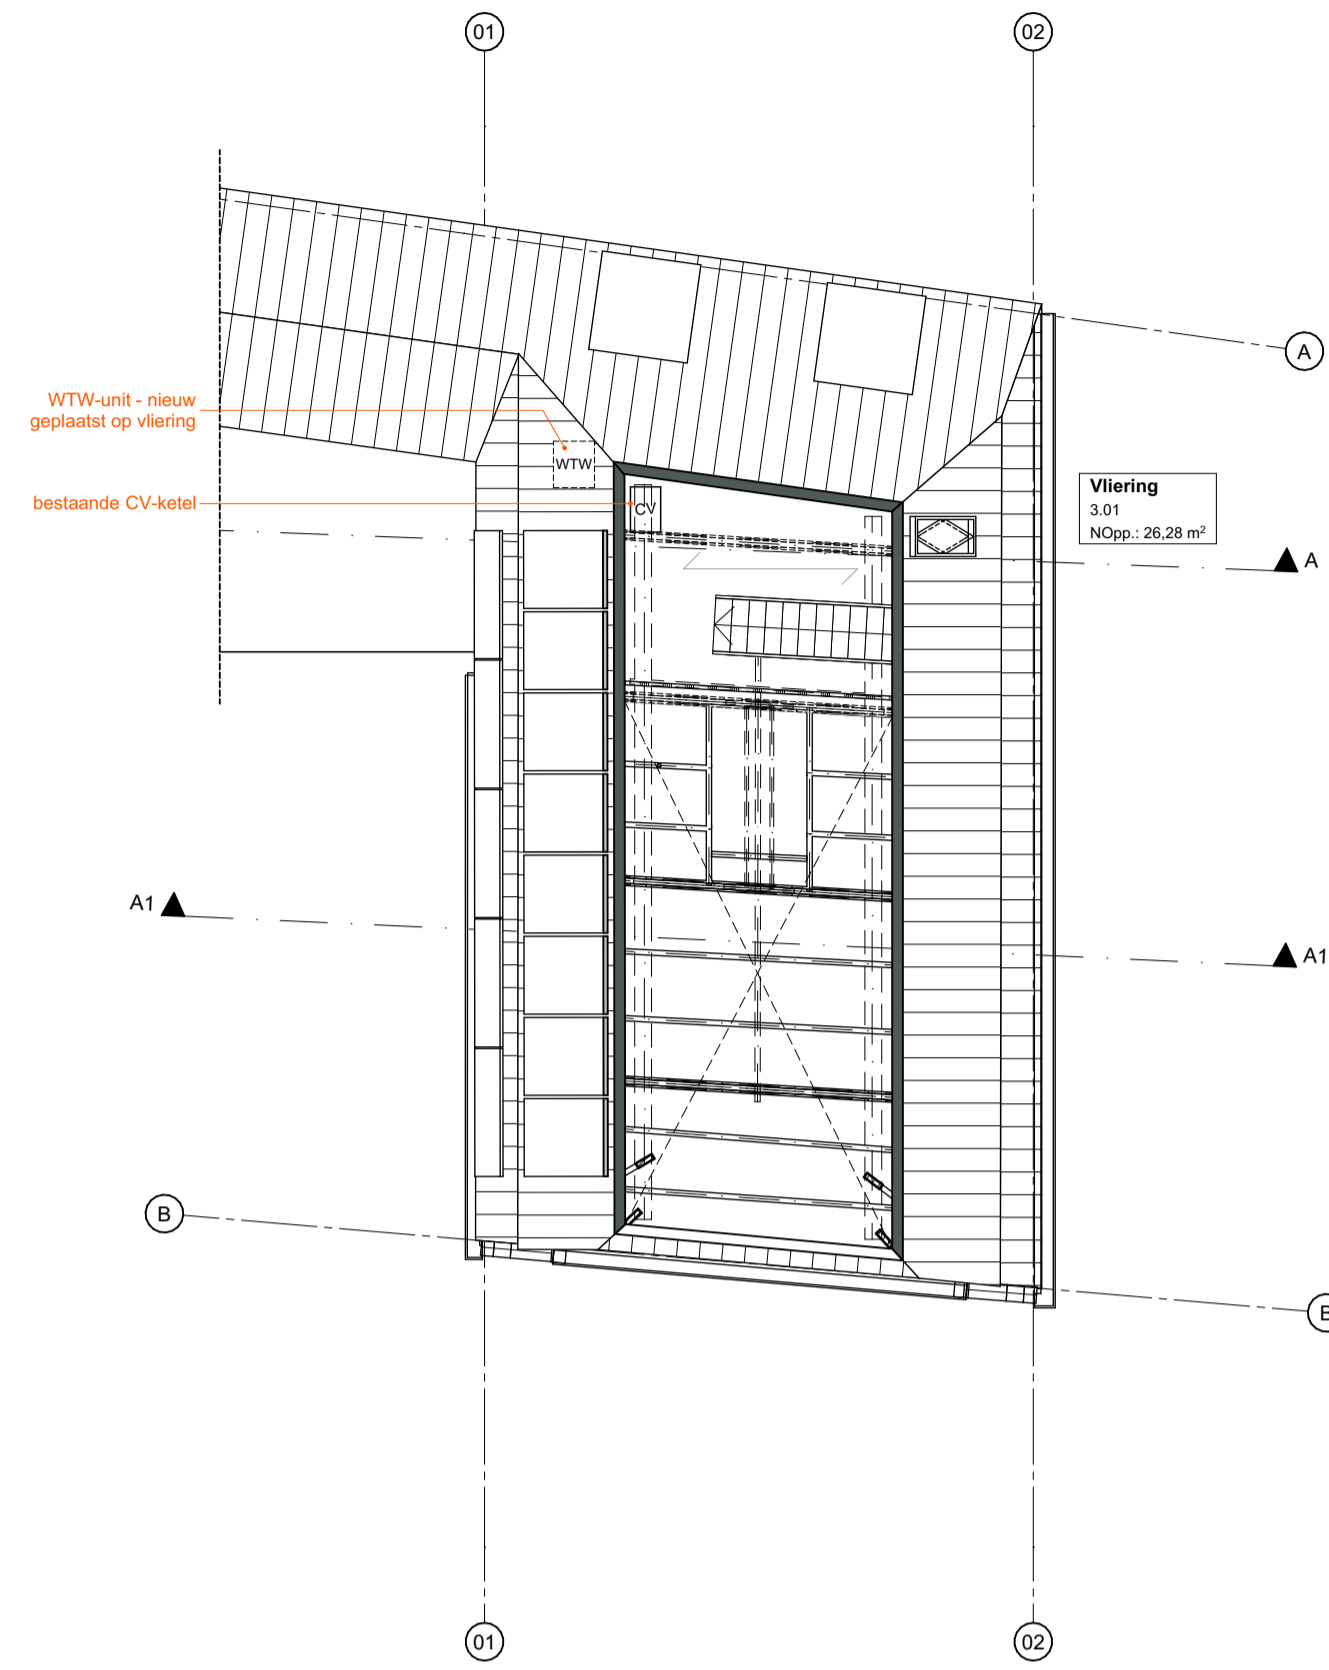 01
02
A
WTW-unit - nieuw
geplaatst op vliering
WTW
bestaande CV-ketel
CV
Vliering
3.01
NOpp.: 26,28 m²
A
A1
A1
B
B
01
02